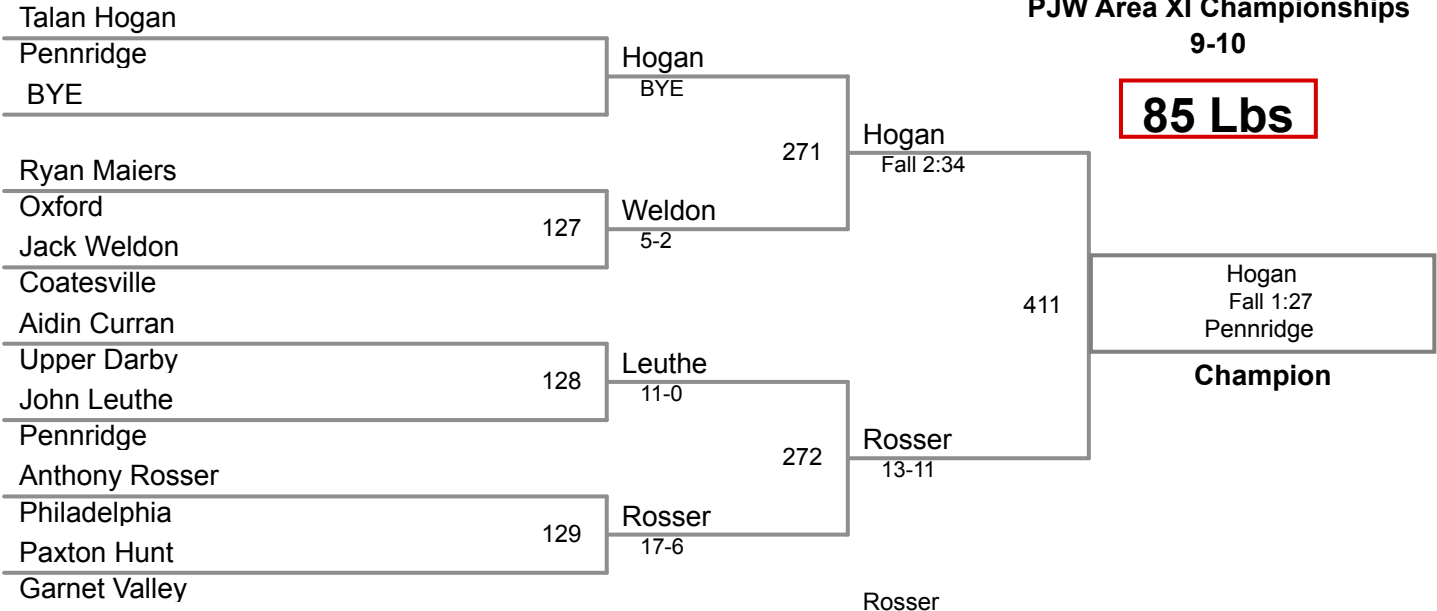 PJW Area XI Championships
9-10
85 Lbs
Talan Hogan
Pennridge
BYE
Ryan Maiers
Oxford
Jack Weldon
Coatesville
Aidin Curran
Upper Darby
John Leuthe
Pennridge
Anthony Rosser
Philadelphia
Paxton Hunt
Garnet Valley
127
128
129
Hogan
BYE
Weldon
5-2
Leuthe
11-0
Rosser
17-6
271
272
Hogan
Fall 2:34
Rosser
13-11
411
Hogan
Fall 1:27
Pennridge
Champion
Rosser